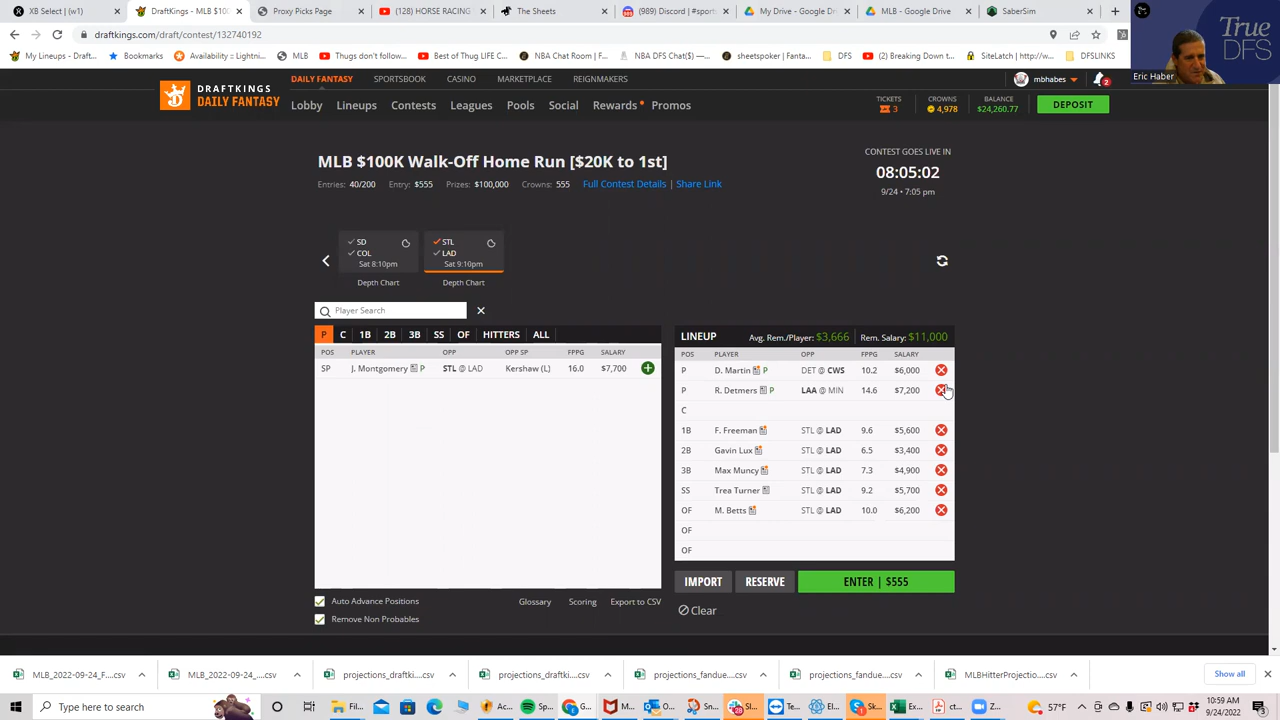 XB Select [(w1)
DraftKings - MLB $100K
Proxy Picks Page
(128) HORSE RACING
The Sheets
(989) Discord | #sports
My Drive - Google Dri
MLB - Google Drive
SaberSim
draftkings.com/draft/contest/132740192
My Lineups - Draft
Bookmarks
Availability :: Lightni...
MLB
Thugs don't follou...
Best of Thug LIFE C...
NBA Chat Room | F...
NBA DFS Chat($) —...
sheetspoker | Tw...
DFS
(2) Breaking Down t...
SiteLatch | http://w...
DFSLINKS
True DFS
Eric Haber
DRAFTKINGS
DAILY FANTASY
DAILY FANTASY
SPORTSBOOK
CASINO
MARKETPLACE
REIGNMAKERS
mbhabes
2
Lobby
Lineups
Contests
Leagues
Pools
Social
Rewards
Promos
TICKETS
3
CROWNS
4,978
BALANCE
$24,260.77
DEPOSIT
MLB $100K Walk-Off Home Run [$20K to 1st]
Entries: 40/200 Entry: $555 Prizes: $100,000 Crowns: 555 Full Contest Details | Share Link
CONTEST GOES LIVE IN
08:05:02
9/24 • 7:05 pm
SD
COL
Sat 8:10pm
Depth Chart
STL
LAD
Sat 9:10pm
Depth Chart
Player Search
P C 1B 2B 3B SS OF HITTERS ALL
POS PLAYER OPP OPP SP FPPG SALARY
SP J. Montgomery P STL @ LAD Kershaw (L) 16.0 $7,700
LINEUP Avg. Rem./Player: $3,666 Rem. Salary: $11,000
POS PLAYER OPP FPPG SALARY
P D. Martin P DET @ CWS 10.2 $6,000
P R. Detmers P LAA @ MIN 14.6 $7,200
C
1B F. Freeman STL @ LAD 9.6 $5,600
2B Gavin Lux STL @ LAD 6.5 $3,400
3B Max Muncy STL @ LAD 7.3 $4,900
SS Trea Turner STL @ LAD 9.2 $5,700
OF M. Betts STL @ LAD 10.0 $6,200
OF
OF
IMPORT RESERVE ENTER | $555
Clear
Auto Advance Positions
Remove Non Probables
Glossary Scoring Export to CSV
MLB_2022-09-24_F....csv
MLB_2022-09-24_....csv
projections_draftki....csv
projections_draftki....csv
projections_fandue....csv
projections_fandue....csv
MLBHitterProjectio....csv
Show all
Type here to search
57°F
10:59 AM
9/24/2022